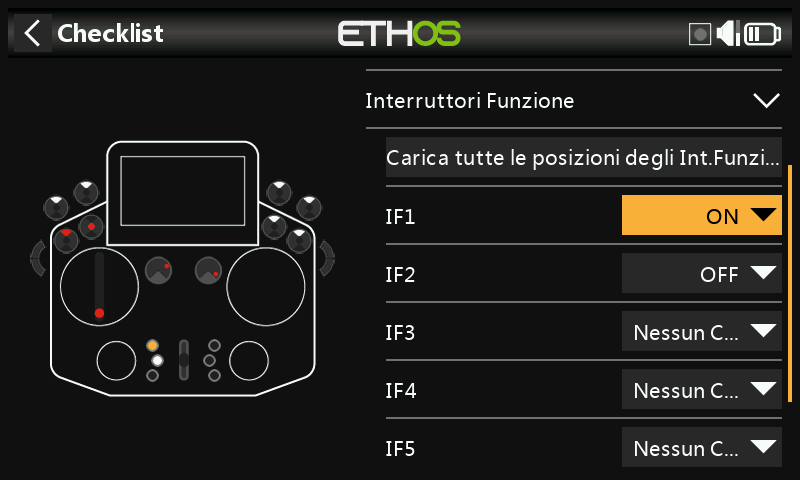 Checklist
ETHOS
Interruttori Funzione
Carica tutte le posizioni degli Int.Funzi...
IF1 ON
IF2 OFF
IF3 Nessun C...
IF4 Nessun C...
IF5 Nessun C...